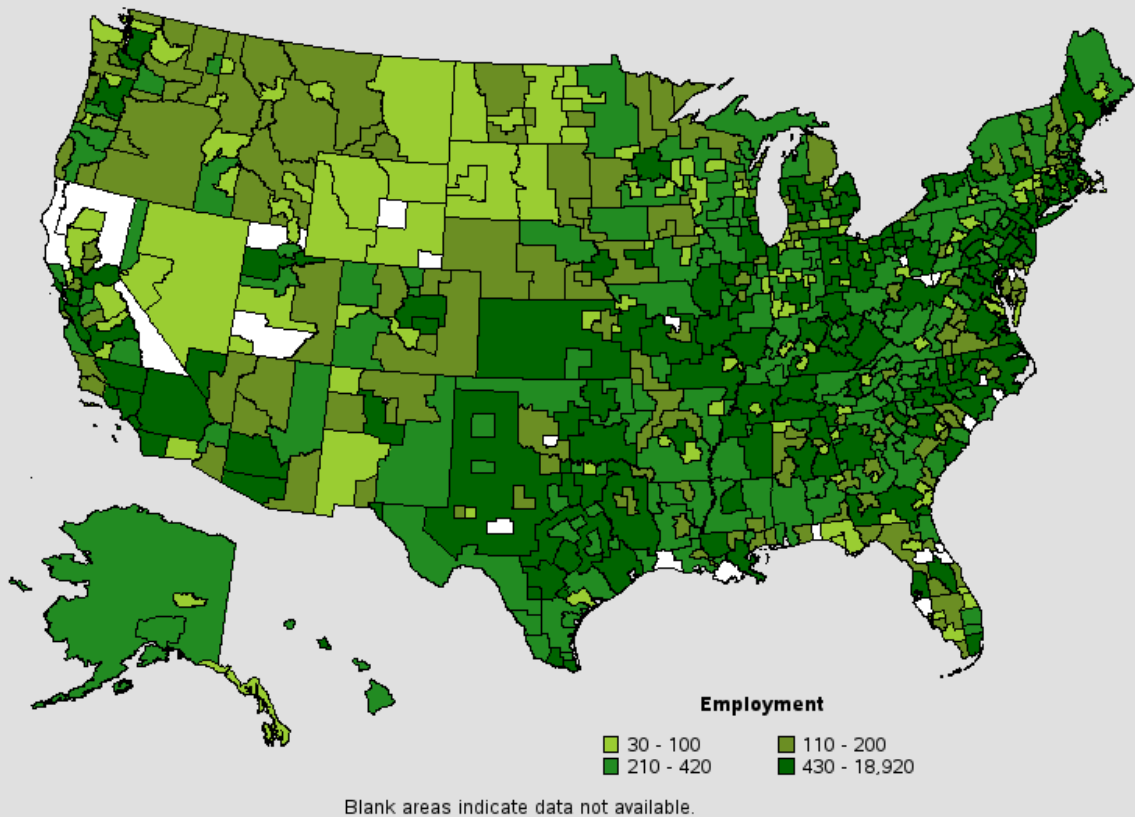 Employment
30 - 100
110 - 200
210 - 420
430 - 18,920
Blank areas indicate data not available.